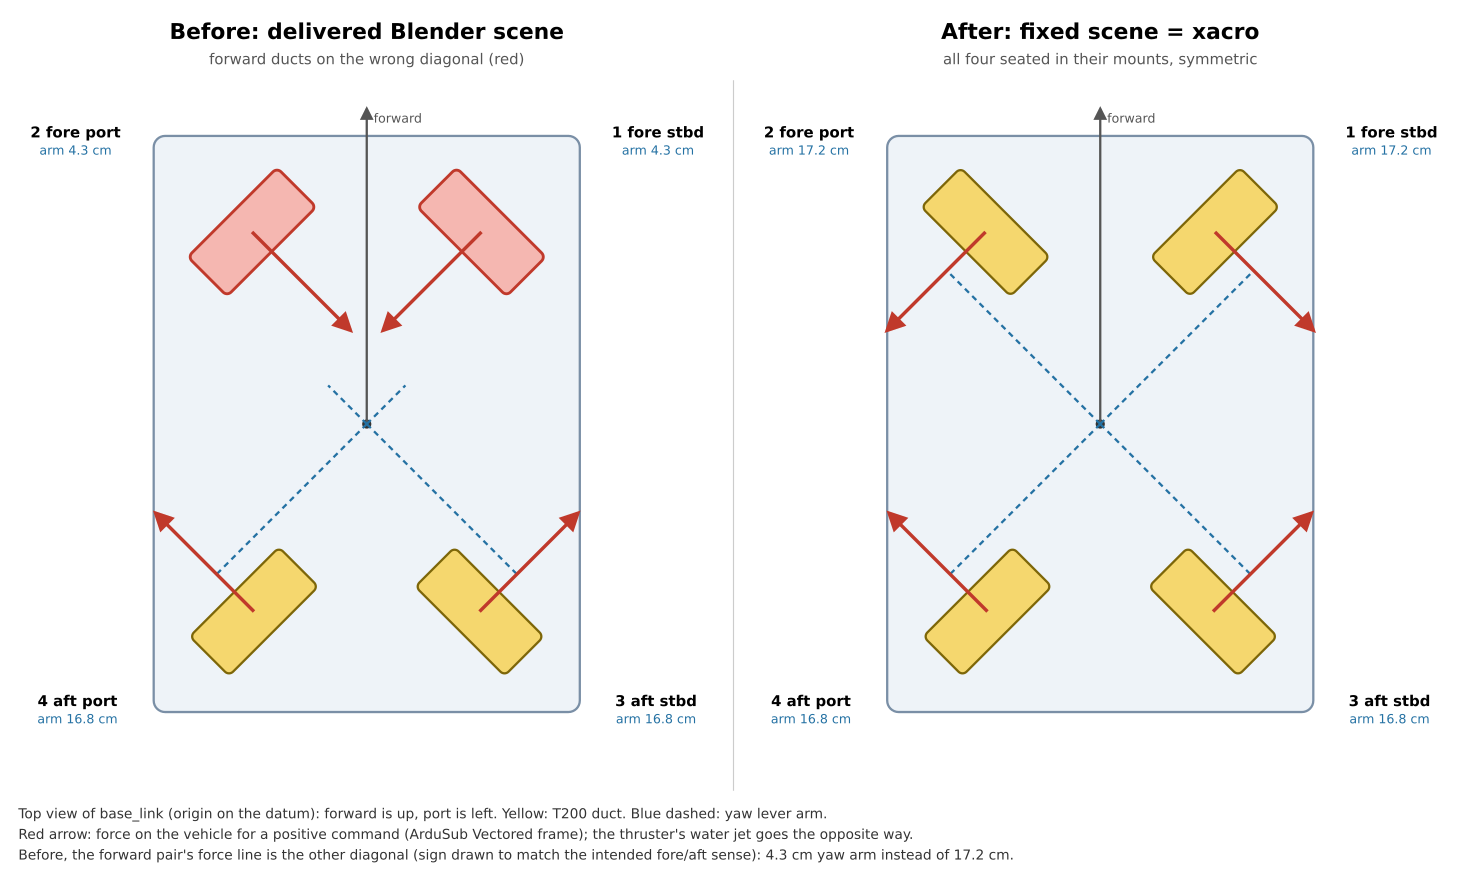 Before: delivered Blender scene
forward ducts on the wrong diagonal (red)
forward
2 fore port
arm 4.3 cm
1 fore stbd
arm 4.3 cm
4 aft port
arm 16.8 cm
3 aft stbd
arm 16.8 cm
After: fixed scene = xacro
all four seated in their mounts, symmetric
forward
2 fore port
arm 17.2 cm
1 fore stbd
arm 17.2 cm
4 aft port
arm 16.8 cm
3 aft stbd
arm 16.8 cm
Top view of base_link (origin on the datum): forward is up, port is left. Yellow: T200 duct. Blue dashed: yaw lever arm.
Red arrow: force on the vehicle for a positive command (ArduSub Vectored frame); the thruster's water jet goes the opposite way.
Before, the forward pair's force line is the other diagonal (sign drawn to match the intended fore/aft sense): 4.3 cm yaw arm instead of 17.2 cm.